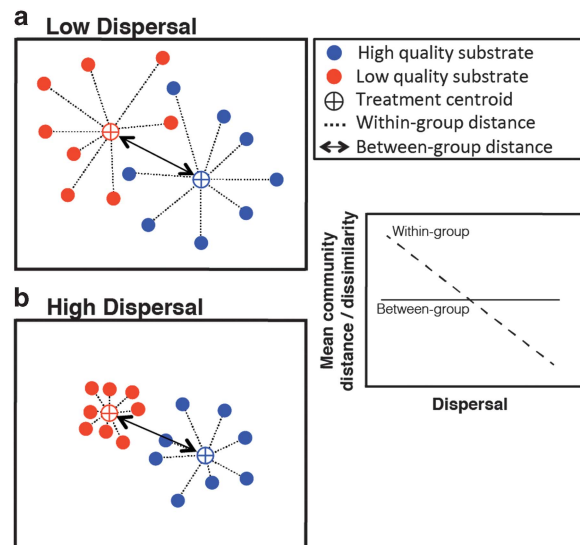 a
Low Dispersal
High quality substrate
Low quality substrate
Treatment centroid
Within-group distance
Between-group distance
b
High Dispersal
Mean community
distance / dissimilarity
Within-group
Between-group
Dispersal